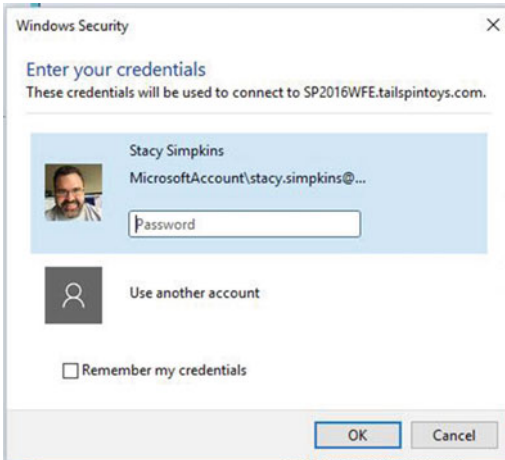 Windows Security
Enter your credentials
These credentials will be used to connect to SP2016WFE.tailspintoys.com.
Stacy Simpkins
MicrosoftAccount\stacy.simpkins@...
Password
Use another account
Remember my credentials
OK Cancel